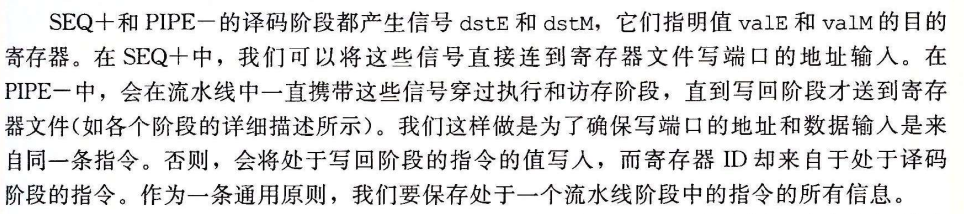 SEQ+和 PIPE-的译码阶段都产生信号 dstE 和 dstM，它们指明值 valE 和 valM 的目的
寄存器。在 SEQ+中，我们可以将这些信号直接连到寄存器文件写端口的地址输入。在
PIPE-中，会在流水线中一直携带这些信号穿过执行和访存阶段，直到写回阶段才送到寄存
器文件(如各个阶段的详细描述所示)。我们这样做是为了确保写端口的地址和数据输入是来
自同一条指令。否则，会将处于写回阶段的指令的值写入，而寄存器 ID 却来自于处于译码
阶段的指令。作为一条通用原则，我们要保存处于一个流水线阶段中的指令的所有信息。